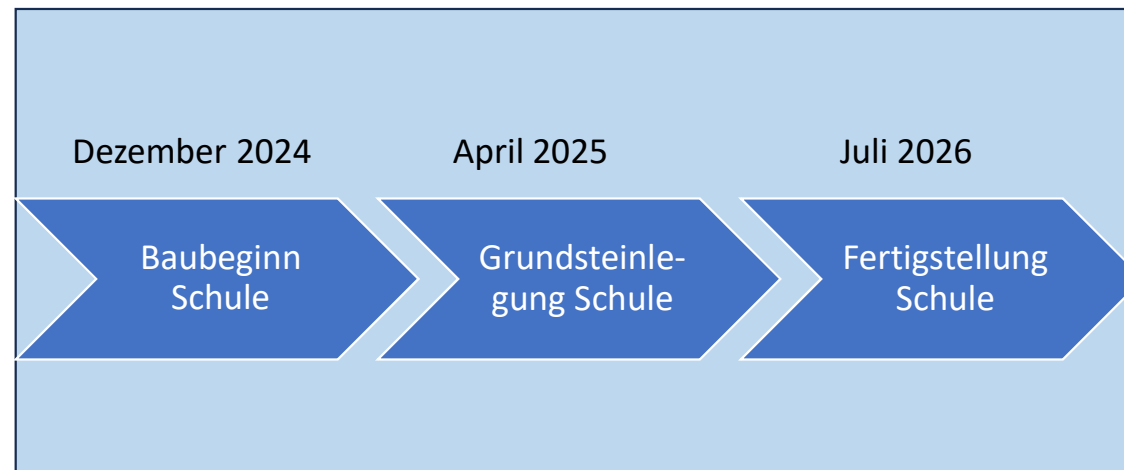 Dezember 2024
April 2025
Juli 2026
Baubeginn
Schule
Grundsteinle-
gung Schule
Fertigstellung
Schule